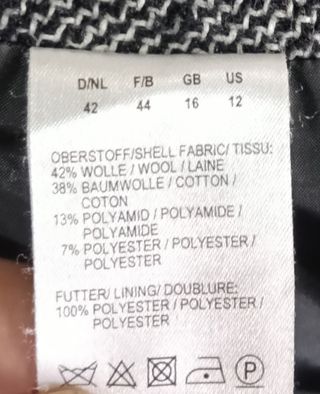 D/NL F/B GB US
42 44 16 12
OBERSTOFF/SHELL FABRIC/TISSU:
42% WOLLE / WOOL / LAINE
38% BAUMWOLLE / COTTON /
COTON
13% POLYAMID / POLYAMIDE /
POLYAMIDE
7% POLYESTER / POLYESTER /
POLYESTER
FUTTER/ LINING/ DOUBLURE:
100% POLYESTER / POLYESTER /
POLYESTER
P